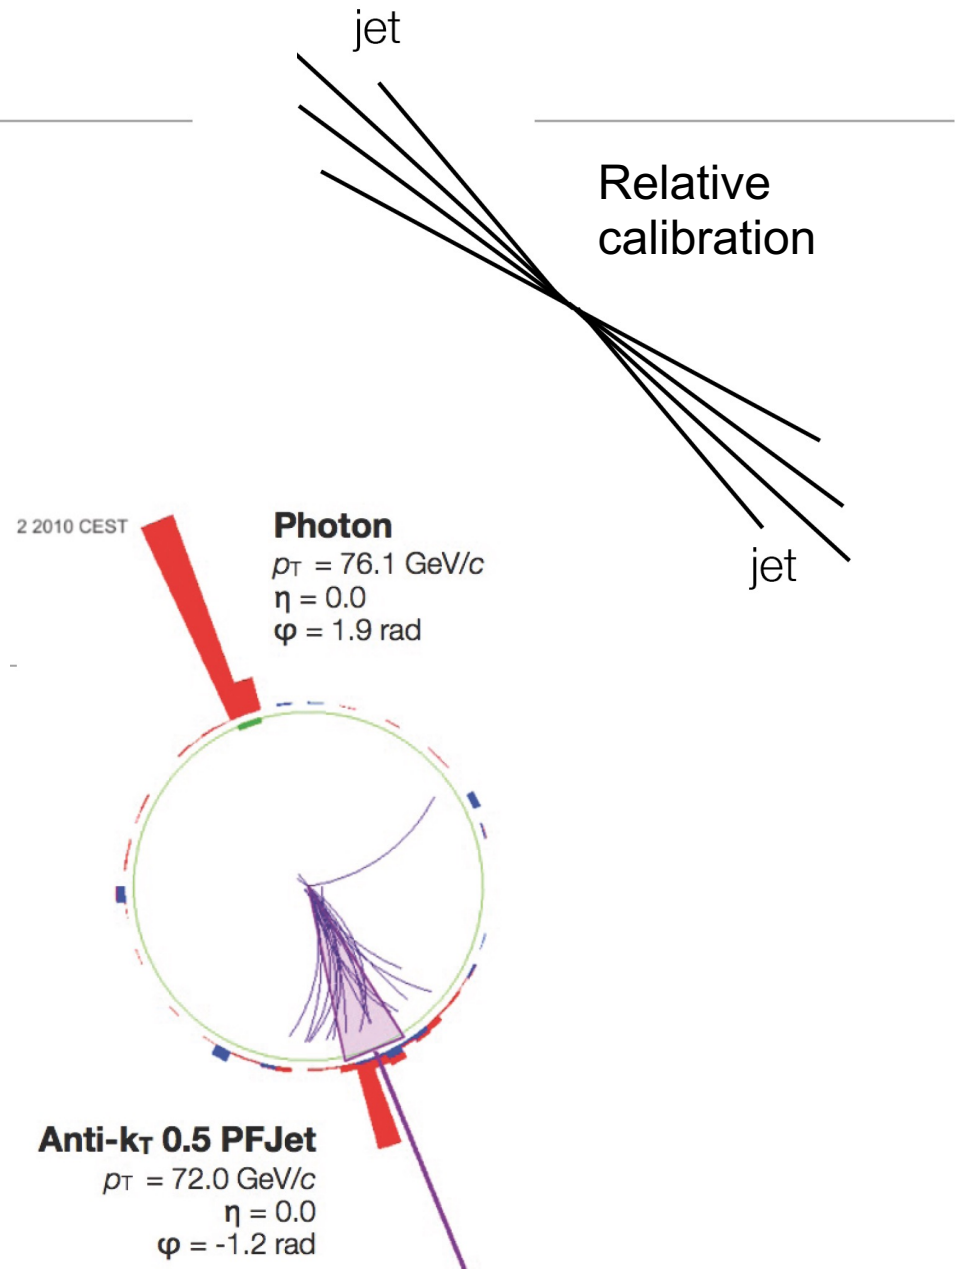 jet
Relative
calibration
jet
2 2010 CEST
Photon
pT = 76.1 GeV/c
η = 0.0
φ = 1.9 rad
Anti-kT 0.5 PFJet
pT = 72.0 GeV/c
η = 0.0
φ = -1.2 rad